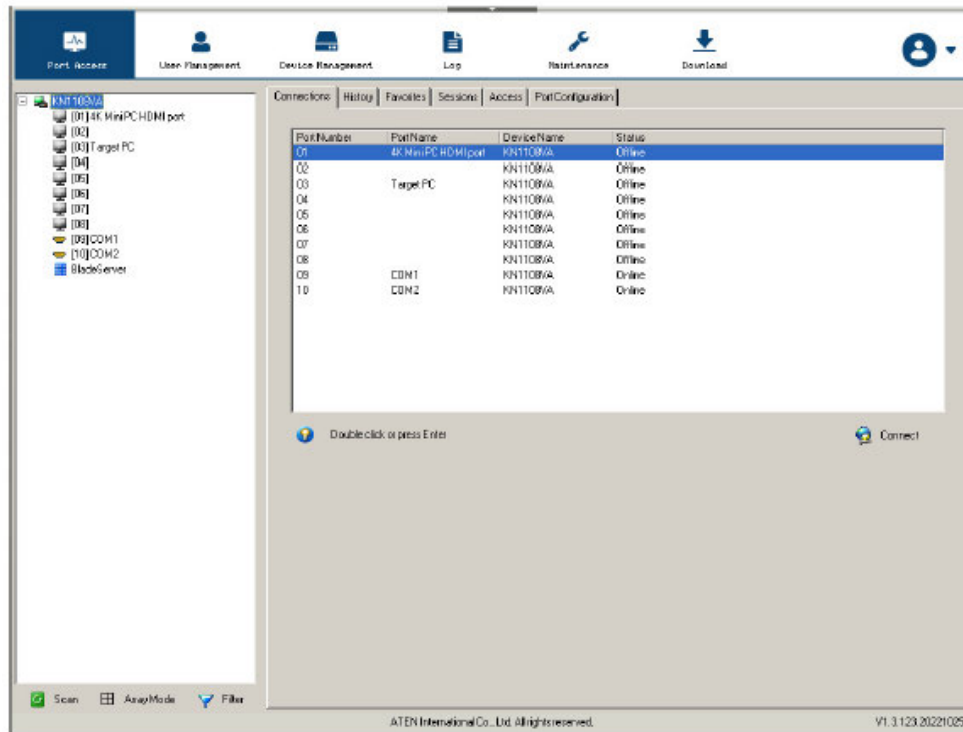 Port Access User Management Device Management Log Maintenance Download
KN1108VA
[01]4K MiniPC HDMI port
[02]
[03]Target PC
[04]
[05]
[06]
[07]
[08]
[09]COM1
[10]COM2
BladeServer
Connections History Favorites Sessions Access Port Configuration
Port Number Port Name Device Name Status
01 4K MiniPC HDMI port KN1108VA Offline
02 KN1108VA Offline
03 Target PC KN1108VA Offline
04 KN1108VA Offline
05 KN1108VA Offline
06 KN1108VA Offline
07 KN1108VA Offline
08 KN1108VA Offline
09 COM1 KN1108VA Online
10 COM2 KN1108VA Online
Double click or press Enter Connect
Scan Array Mode Filter
ATEN International Co., Ltd. All rights reserved. V1.3.123.20221025